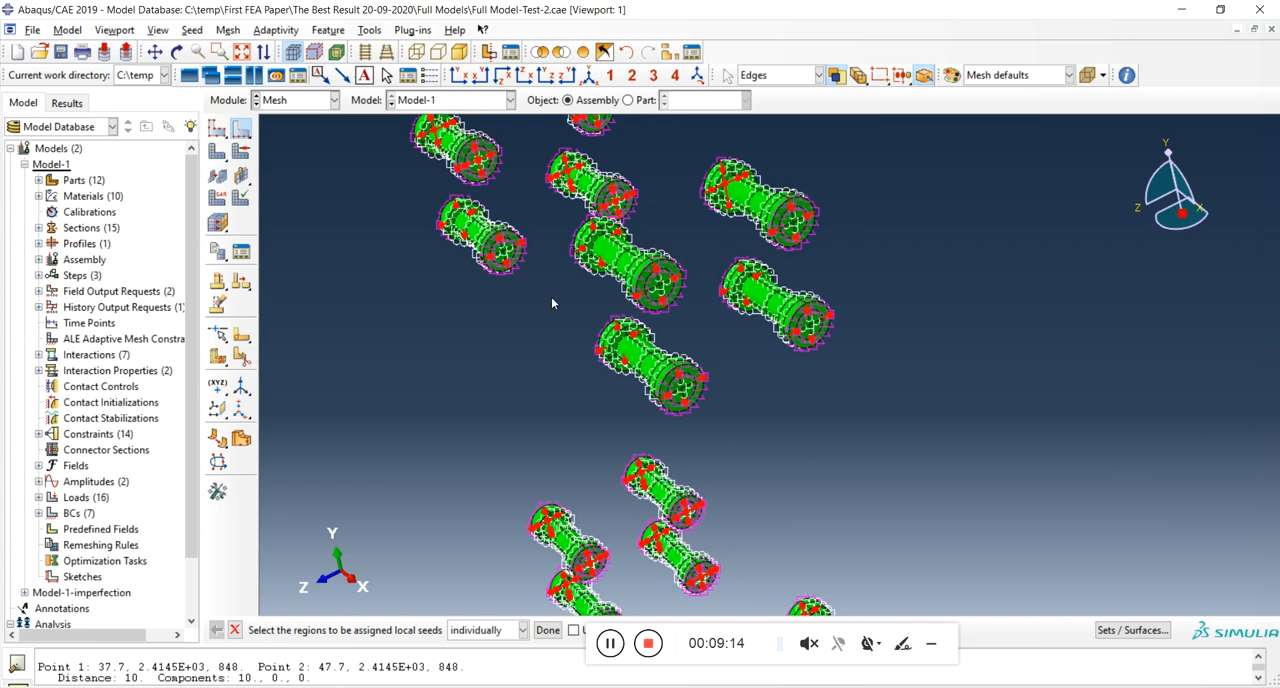 Abaqus/CAE 2019 - Model Database: C:\temp\First FEA Paper\The Best Result 20-09-2020\Full Models\Full Model-Test-2.cae [Viewport: 1]
File Model Viewport View Seed Mesh Adaptivity Feature Tools Plug-ins Help
Current work directory: C:\temp A 1 2 3 4 Edges Mesh defaults
Model Results Module: Mesh Model: Model-1 Object: Assembly Part:
Model Database
Models (2)
Model-1
Parts (12)
Materials (10)
Calibrations
Sections (15)
Profiles (1)
Assembly
Steps (3)
Field Output Requests (2)
History Output Requests (1)
Time Points
ALE Adaptive Mesh Constra
Interactions (7)
Interaction Properties (2)
Contact Controls
Contact Initializations
Contact Stabilizations
Constraints (14)
Connector Sections
Fields
Amplitudes (2)
Loads (16)
BCs (7)
Predefined Fields
Remeshing Rules
Optimization Tasks
Sketches
Model-1-imperfection
Annotations
Analysis
(XYZ)
Y
Z
X
Y
Z
X
Select the regions to be assigned local seeds individually Done Sets / Surfaces... SIMULIA
00:09:14
Point 1: 37.7, 2.4145E+03, 848. Point 2: 47.7, 2.4145E+03, 848.
Distance: 10. Components: 10., 0., 0.